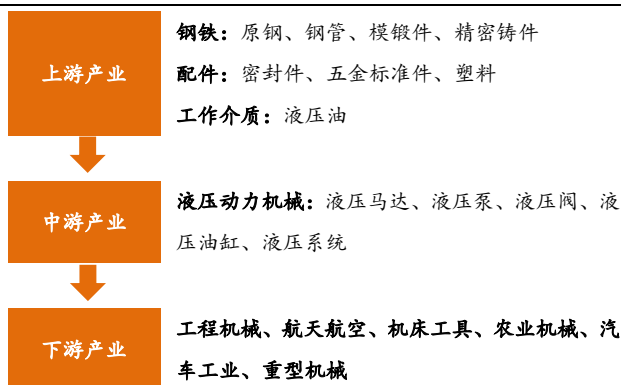 上游产业
钢铁：原钢、钢管、模锻件、精密铸件
配件：密封件、五金标准件、塑料
工作介质：液压油
中游产业
液压动力机械：液压马达、液压泵、液压阀、液
压油缸、液压系统
下游产业
工程机械、航天航空、机床工具、农业机械、汽
车工业、重型机械